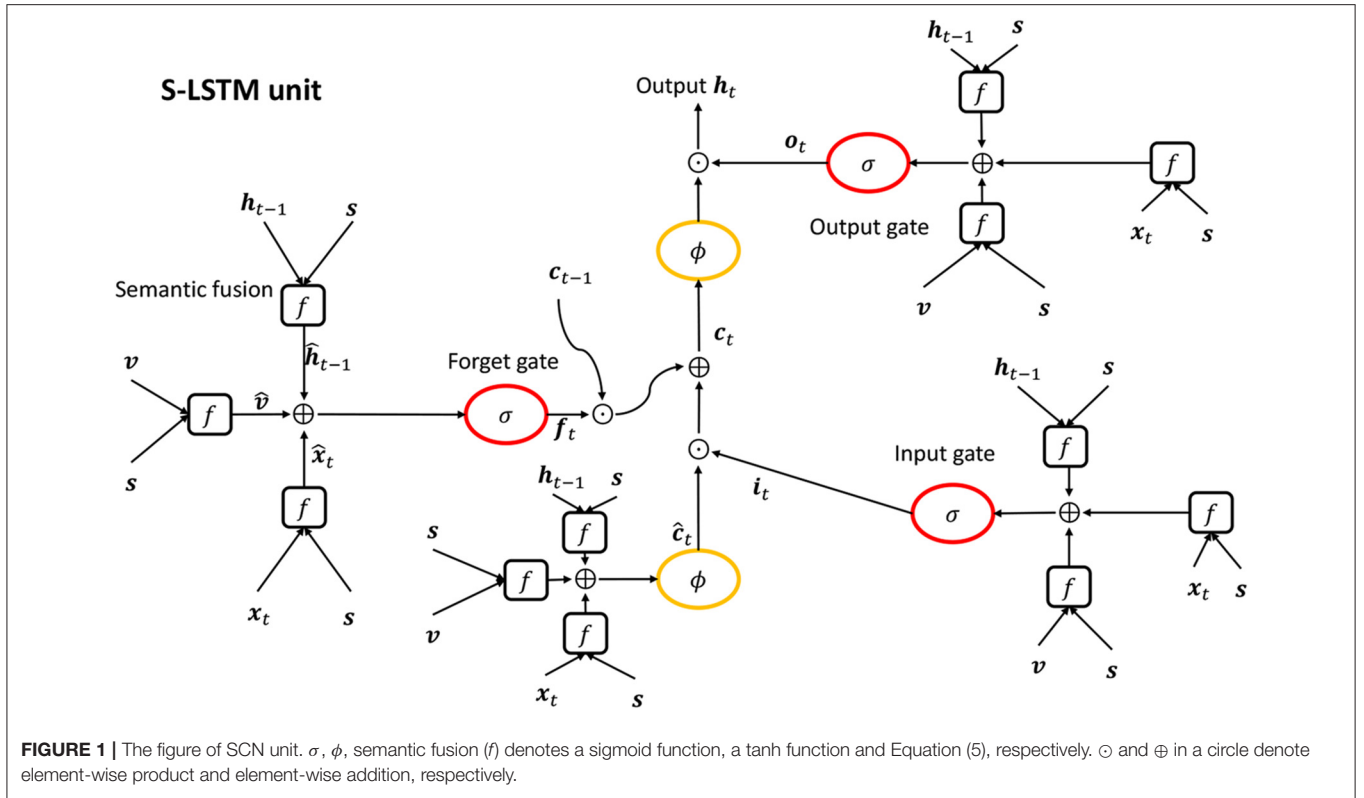 S-LSTM unit
h_{t−1} s
f
Output h_t
o_t
σ
⊙
⊕
f
Output gate
f
x_t s
v s
ϕ
h_{t−1} s
Semantic fusion
f
ĥ_{t−1}
c_{t−1}
c_t
v
f
v̂
⊕
s
x̂_t
f
x_t s
Forget gate
σ
f_t
⊙
⊕
⊙
i_t
h_{t−1} s
f
Input gate
σ
⊕
f
x_t s
f
v s
h_{t−1} s
f
s
f
v
⊕
ϕ
ĉ_t
f
x_t s
FIGURE 1 | The figure of SCN unit. σ, ϕ, semantic fusion (f) denotes a sigmoid function, a tanh function and Equation (5), respectively. ⊙ and ⊕ in a circle denote
element-wise product and element-wise addition, respectively.